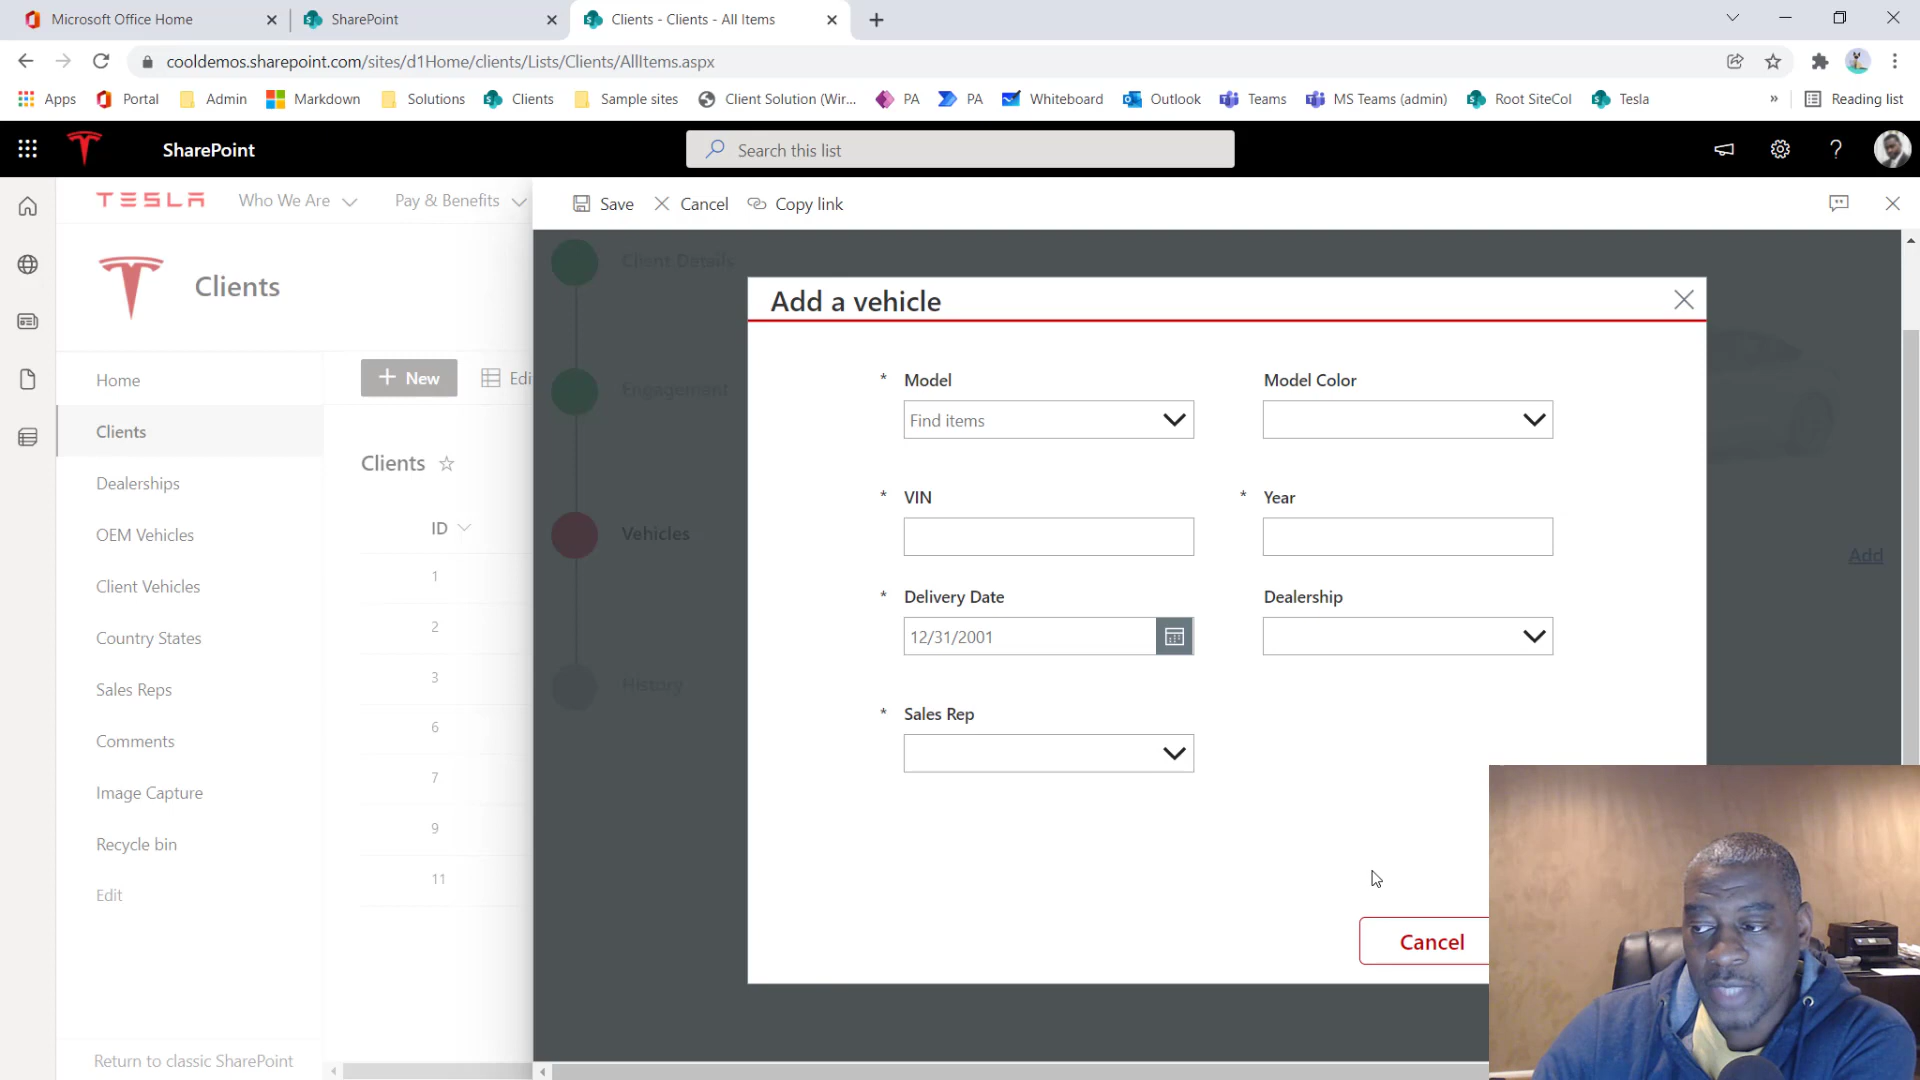 Microsoft Office Home
SharePoint
Clients - Clients - All Items
cooldemos.sharepoint.com/sites/d1Home/clients/Lists/Clients/AllItems.aspx
Apps Portal Admin Markdown Solutions Clients Sample sites Client Solution (Wir... PA PA Whiteboard Outlook Teams MS Teams (admin) Root SiteCol Tesla » Reading list
SharePoint
Search this list
TESLA Who We Are Pay & Benefits
Save Cancel Copy link
Clients
Home
Clients
Dealerships
OEM Vehicles
Client Vehicles
Country States
Sales Reps
Comments
Image Capture
Recycle bin
Edit
Return to classic SharePoint
+ New Edi
Clients
ID
1
2
3
6
7
9
11
Client Details
Engagement
Vehicles
History
Add
Add a vehicle
* Model
Find items
Model Color
* VIN
* Year
* Delivery Date
12/31/2001
Dealership
* Sales Rep
Cancel